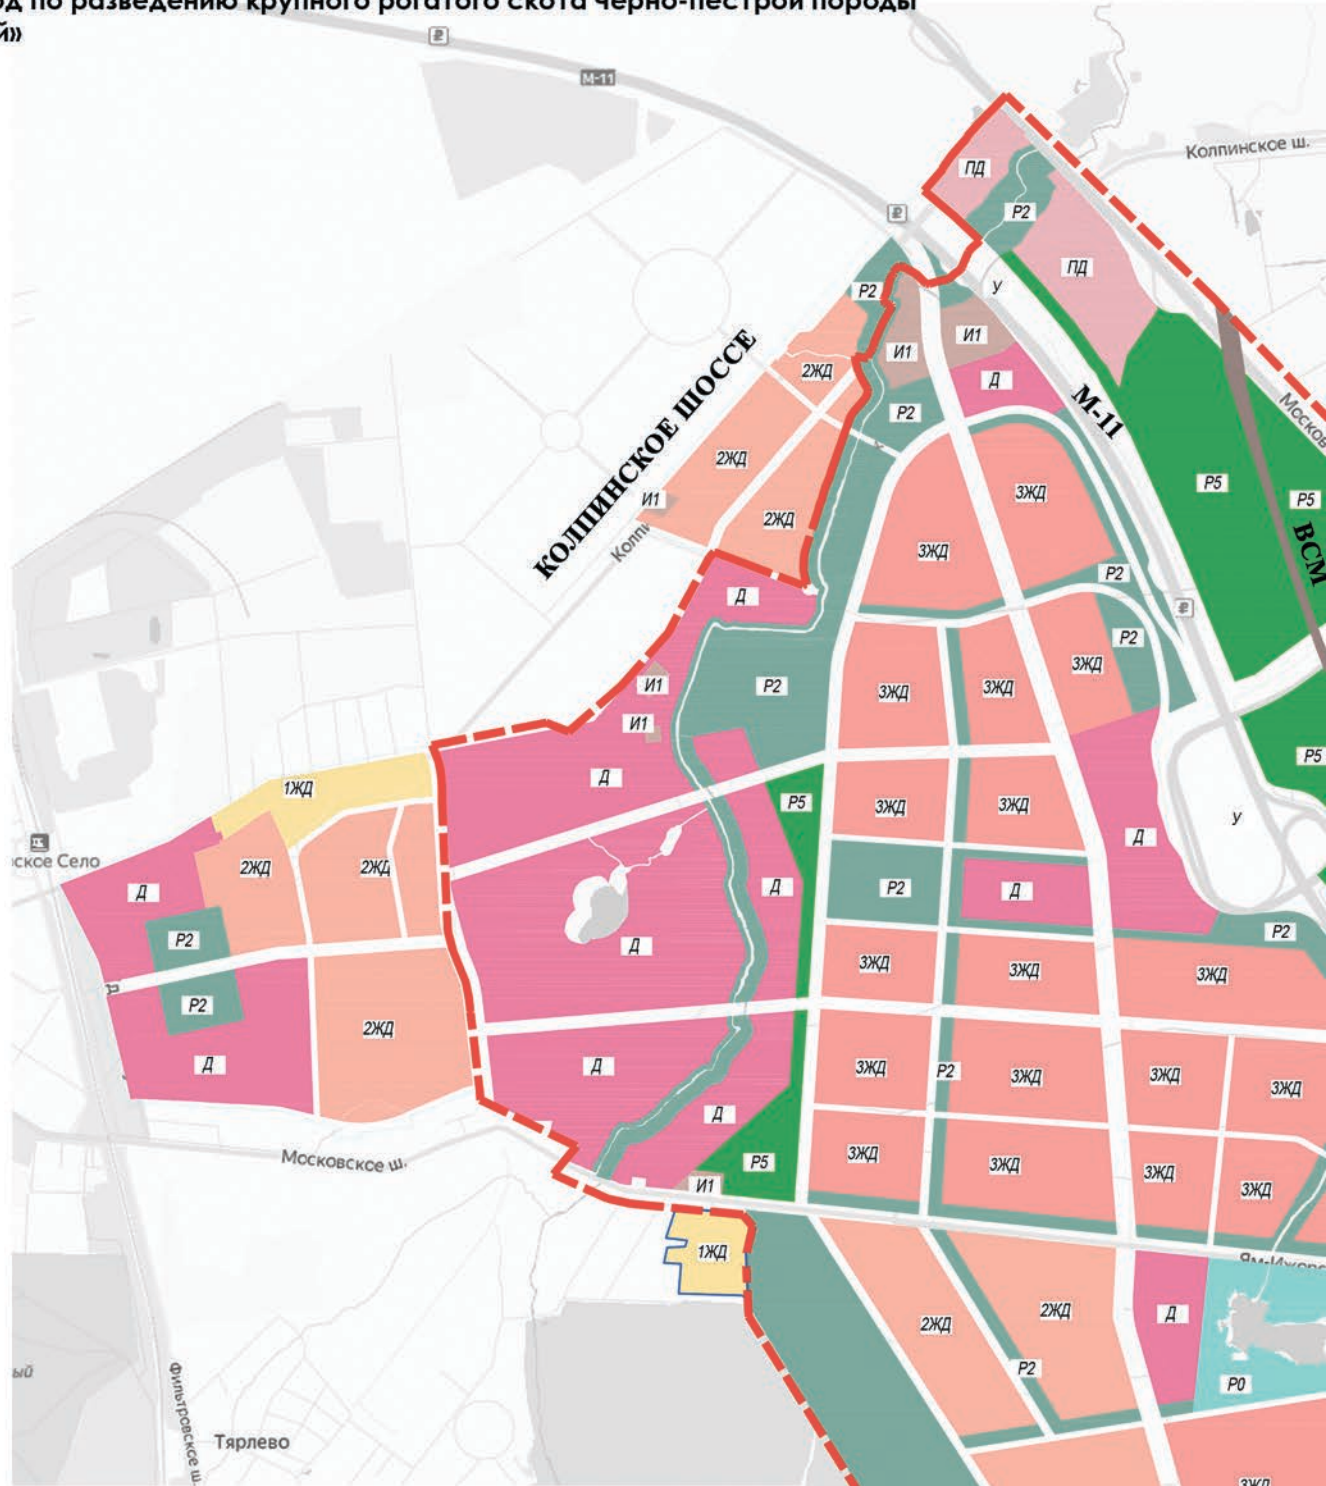 по разведению крупного рогатого скота черно-пестрой породы
М-11
Колпинское ш.
ПД
Р2
ПД
У
Р2
И1
И1
2ЖД
Д
Р2
КОЛПИНСКОЕ ШОССЕ
М-11
2ЖД
Р5
Р5
3ЖД
И1
2ЖД
3ЖД
ВСМ
Р2
Д
Р2
3ЖД
И1
Р2
3ЖД
3ЖД
И1
Р5
Д
1ЖД
Р5
3ЖД
3ЖД
У
Д
Село
2ЖД
2ЖД
Д
Д
Р2
Д
Р2
Д
Р2
3ЖД
3ЖД
3ЖД
Р2
2ЖД
Д
Д
3ЖД
Р2
3ЖД
3ЖД
3ЖД
Д
Московское ш.
Р5
3ЖД
3ЖД
3ЖД
3ЖД
И1
1ЖД
2ЖД
2ЖД
Д
Р2
Р0
Фильтровское ш.
Тярлево
3ЖД